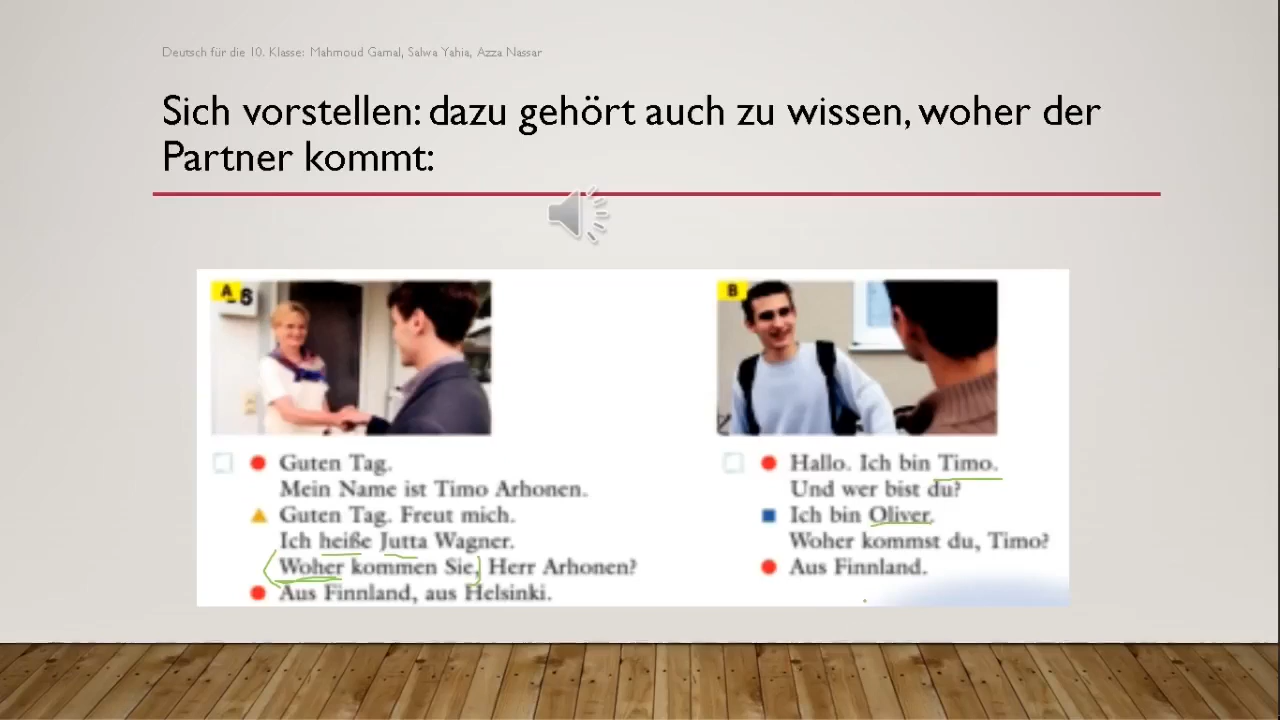 Deutsch für die 10. Klasse: Mahmoud Gamal, Salwa Yahia, Azza Nassar
Sich vorstellen: dazu gehört auch zu wissen, woher der
Partner kommt:
A
B
Guten Tag.
Mein Name ist Timo Arhonen.
Guten Tag. Freut mich.
Ich heiße Jutta Wagner.
Woher kommen Sie, Herr Arhonen?
Aus Finnland, aus Helsinki.
Hallo. Ich bin Timo.
Und wer bist du?
Ich bin Oliver.
Woher kommst du, Timo?
Aus Finnland.